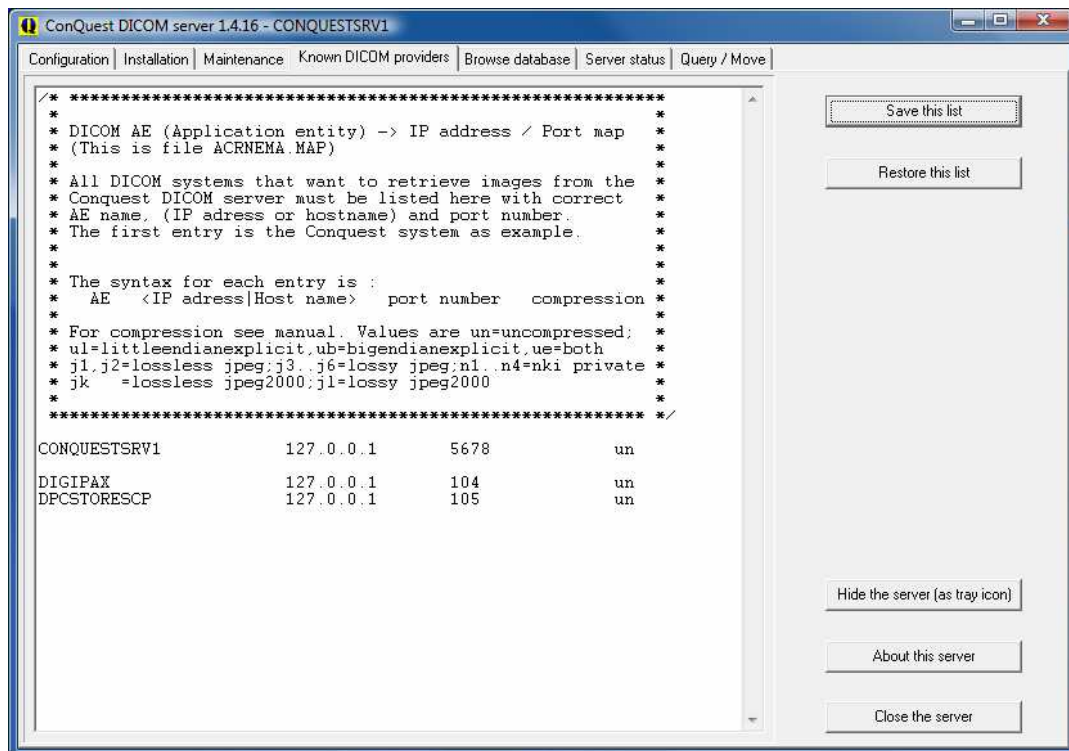 ConQuest DICOM server 1.4.16 - CONQUESTSRV1
Configuration Installation Maintenance Known DICOM providers Browse database Server status Query / Move
/* **********************************************************
* *
* DICOM AE (Application entity) -> IP address / Port map *
* (This is file ACRNEMA.MAP) *
* *
* All DICOM systems that want to retrieve images from the *
* Conquest DICOM server must be listed here with correct *
* AE name, (IP adress or hostname) and port number. *
* The first entry is the Conquest system as example. *
* *
* *
* The syntax for each entry is : *
* AE <IP adress|Host name> port number compression *
* *
* For compression see manual. Values are un=uncompressed; *
* ul=littleendianexplicit,ub=bigendianexplicit,ue=both *
* j1,j2=lossless jpeg;j3..j6=lossy jpeg;n1..n4=nki private *
* jk =lossless jpeg2000;jl=lossy jpeg2000 *
* *
********************************************************** */
CONQUESTSRV1 127.0.0.1 5678 un
DIGIPAX 127.0.0.1 104 un
DPCSTORESCP 127.0.0.1 105 un
Save this list
Restore this list
Hide the server (as tray icon)
About this server
Close the server